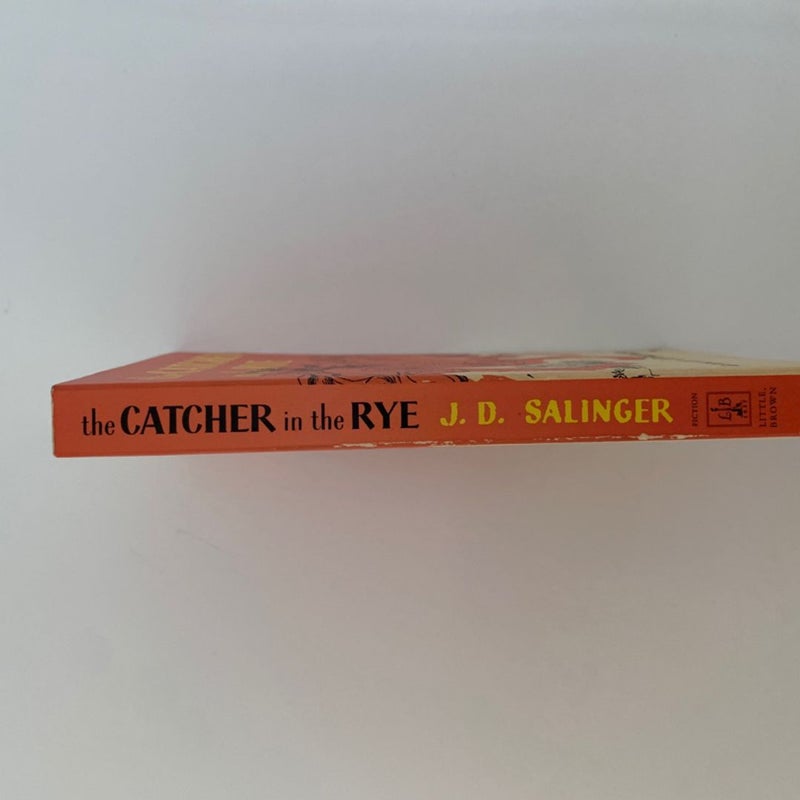 the CATCHER in the RYE J. D. SALINGER
FICTION
LB
LITTLE,
BROWN